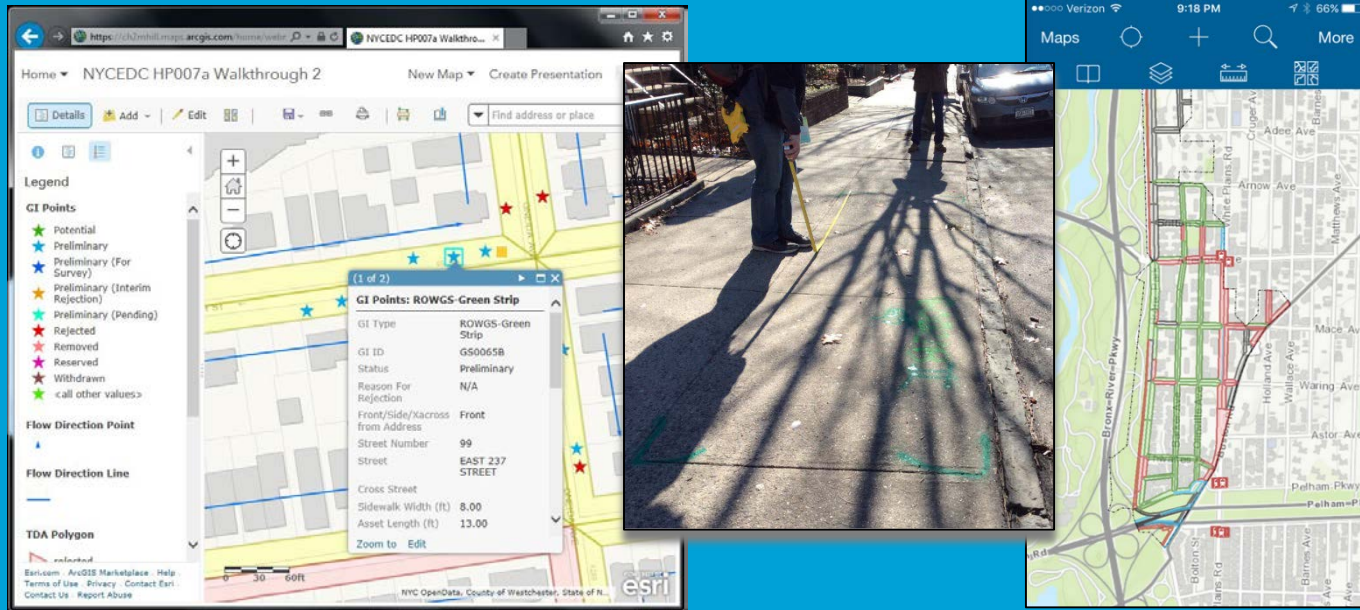 https://ch2mhill.maps.arcgis.com/home/webr
NYCEDC HP007a Walkthro...
Home NYCEDC HP007a Walkthrough 2 New Map Create Presentation
Details Add Edit Find address or place
Legend
GI Points
Potential
Preliminary
Preliminary (For
Survey)
Preliminary (Interim
Rejection)
Preliminary (Pending)
Rejected
Removed
Reserved
Withdrawn
<all other values>
Flow Direction Point
Flow Direction Line
TDA Polygon
rejected
Esri.com . ArcGIS Marketplace . Help .
Terms of Use . Privacy . Contact Esri .
Contact Us . Report Abuse
(1 of 2)
GI Points: ROWGS-Green Strip
GI Type ROWGS-Green
Strip
GI ID GS0065B
Status Preliminary
Reason For
Rejection N/A
Front/Side/Xacross
from Address Front
Street Number 99
Street EAST 237
STREET
Cross Street
Sidewalk Width (ft) 8.00
Asset Length (ft) 13.00
Zoom to Edit
0 30 60ft
NYC OpenData, County of Westchester, State of N...
esri
Verizon 9:18 PM 66%
Maps More
Cruger Av
Barnes
Adee Ave
White Plains Rd
Arnow Ave
Matthews Ave
Bronx-River-Pkwy
Mace Av
Holland Ave
Wallace Ave
Waring Ave
Astor Av
Pelham Pkwy
Pelham-P
Bolton St
Barnes Ave